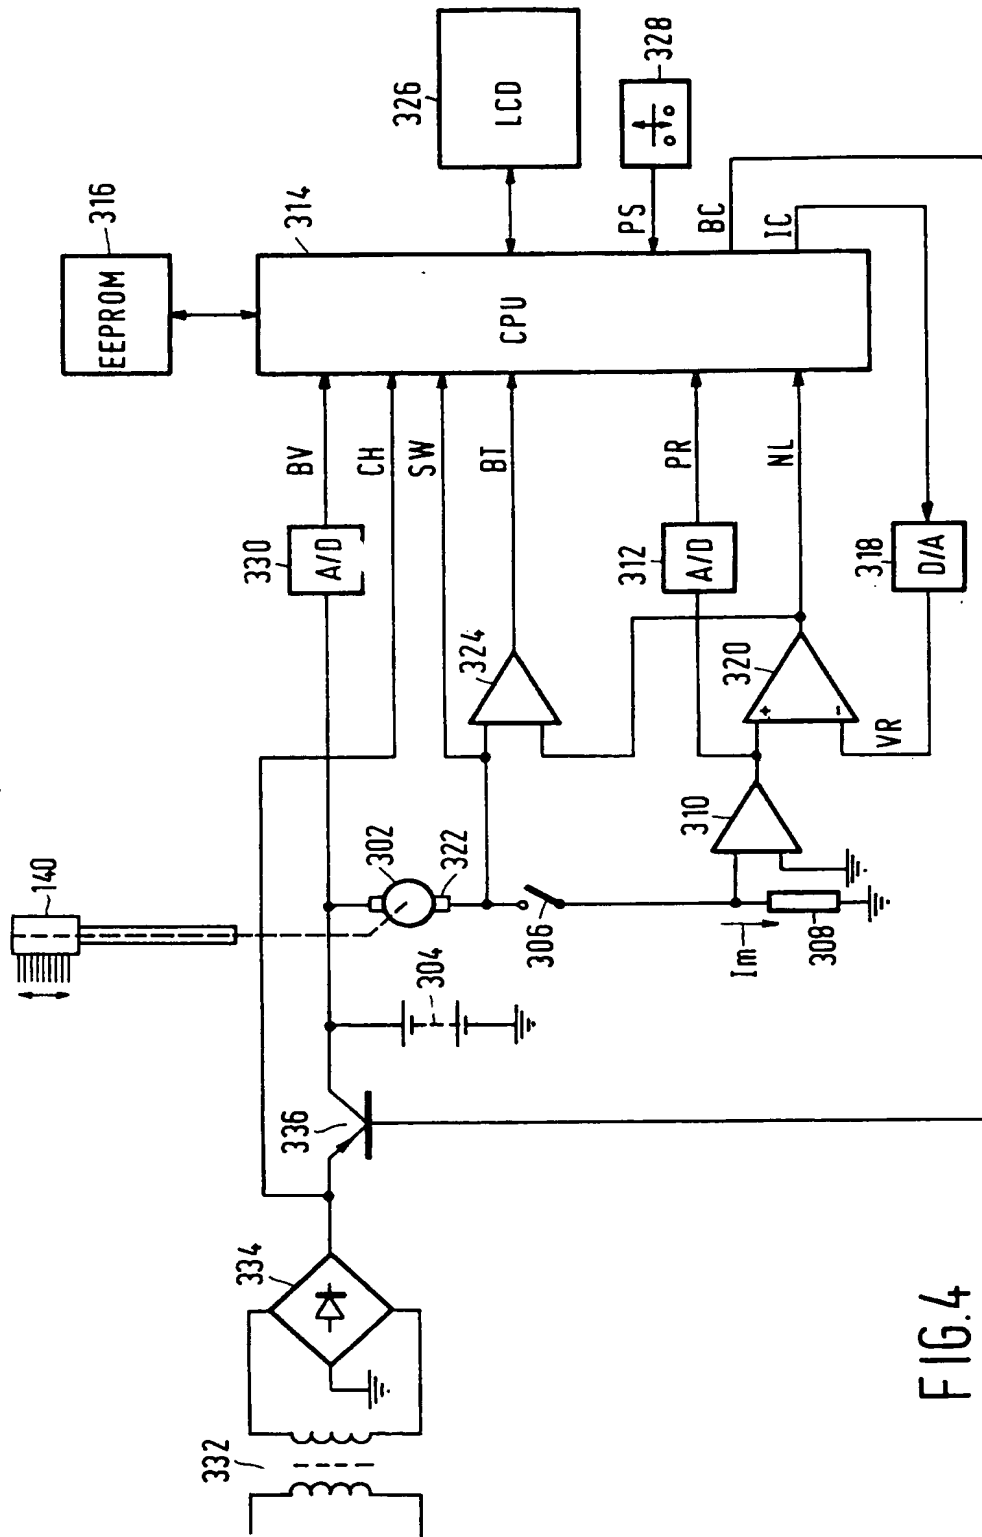 140
332
334
336
304
302
322
306
Im
308
310
324
320
+
-
VR
330
A/D
312
A/D
318
D/A
BV
CH
SW
BT
PR
NL
EEPROM
316
CPU
314
LCD
326
328
PS
BC
IC
FIG.4